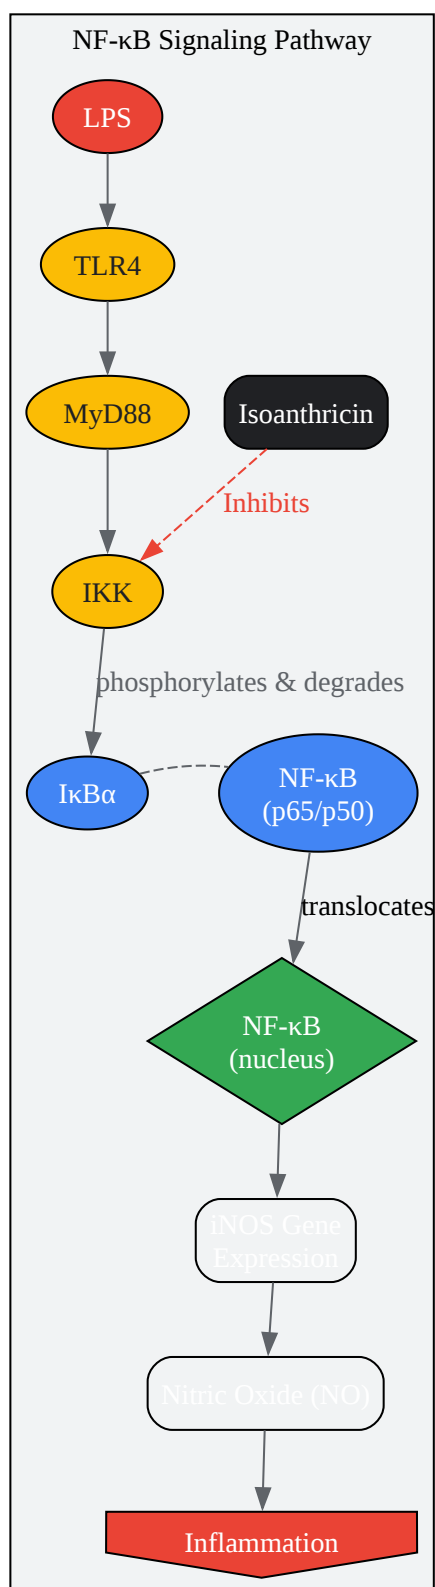 NF-κB Signaling Pathway
LPS
TLR4
MyD88
Isoanthricin
Inhibits
IKK
phosphorylates & degrades
IκBα
NF-κB
(p65/p50)
translocates
NF-κB
(nucleus)
iNOS Gene
Expression
Nitric Oxide (NO)
Inflammation